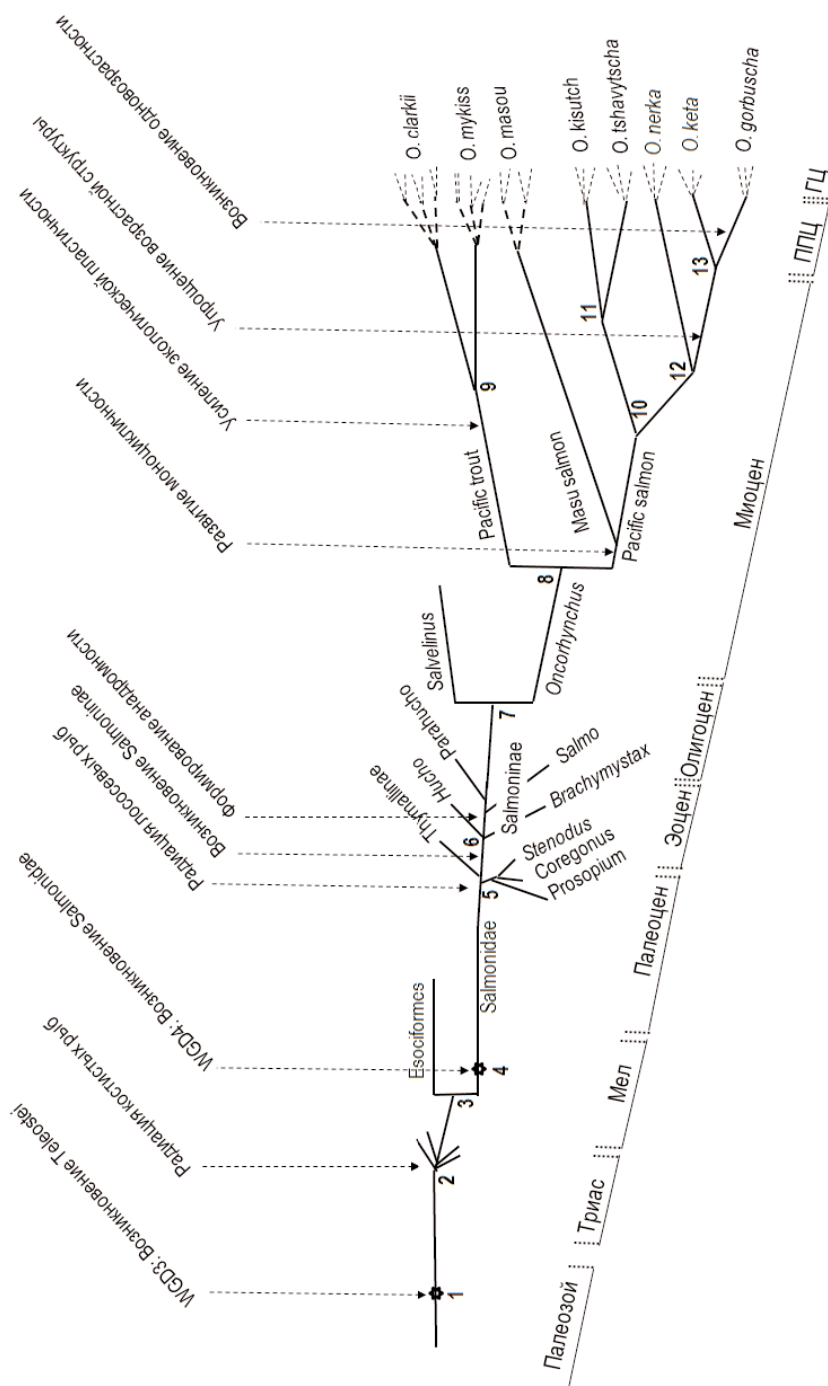 WGD3: Возникновение Teleostei
Радиация костистых рыб
WGD4: Возникновение Salmonidae
Радиация лососевых рыб
Возникновение Salmoninae
Формирование анадромности
Развитие моноцикличности
Усиление экологической пластичности
Упрощение возрастной структуры
Возникновение одновозрастности
1
2
3
4
5
6
7
8
9
10
11
12
13
Esociformes
Salmonidae
Thymallinae
Hucho
Parahucho
Salmoninae
Salmo
Brachymystax
Stenodus
Coregonus
Prosopium
Salvelinus
Oncorhynchus
Pacific trout
Masu salmon
Pacific salmon
O. clarkii
O. mykiss
O. masou
O. kisutch
O. tshavytscha
O. nerka
O. keta
O. gorbuscha
Палеозой
Триас
Мел
Палеоцен
Эоцен
Олигоцен
Миоцен
ППЦ
ГЦ